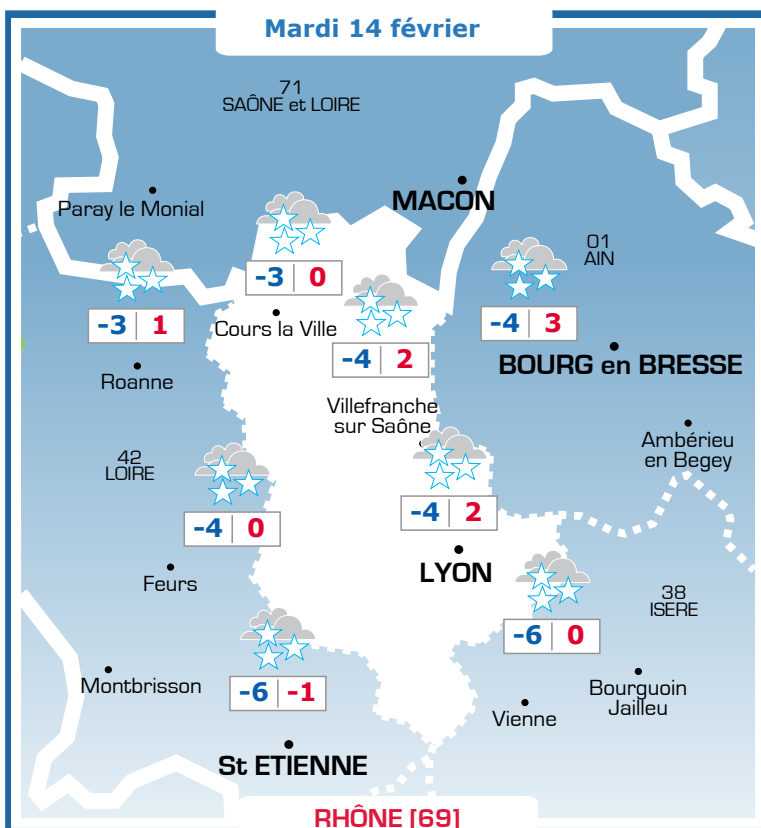 Mardi 14 février
71
SAÔNE et LOIRE
MACON
Paray le Monial
01
AIN
-3 0
-3 1
-4 3
Cours la Ville
-4 2
BOURG en BRESSE
Roanne
Villefranche
sur Saône
Ambérieu
en Begey
42
LOIRE
-4 0
-4 2
LYON
Feurs
38
ISERE
-6 0
Montbrisson
-6 -1
Bourguoin
Jailleu
Vienne
St ETIENNE
RHÔNE [69]